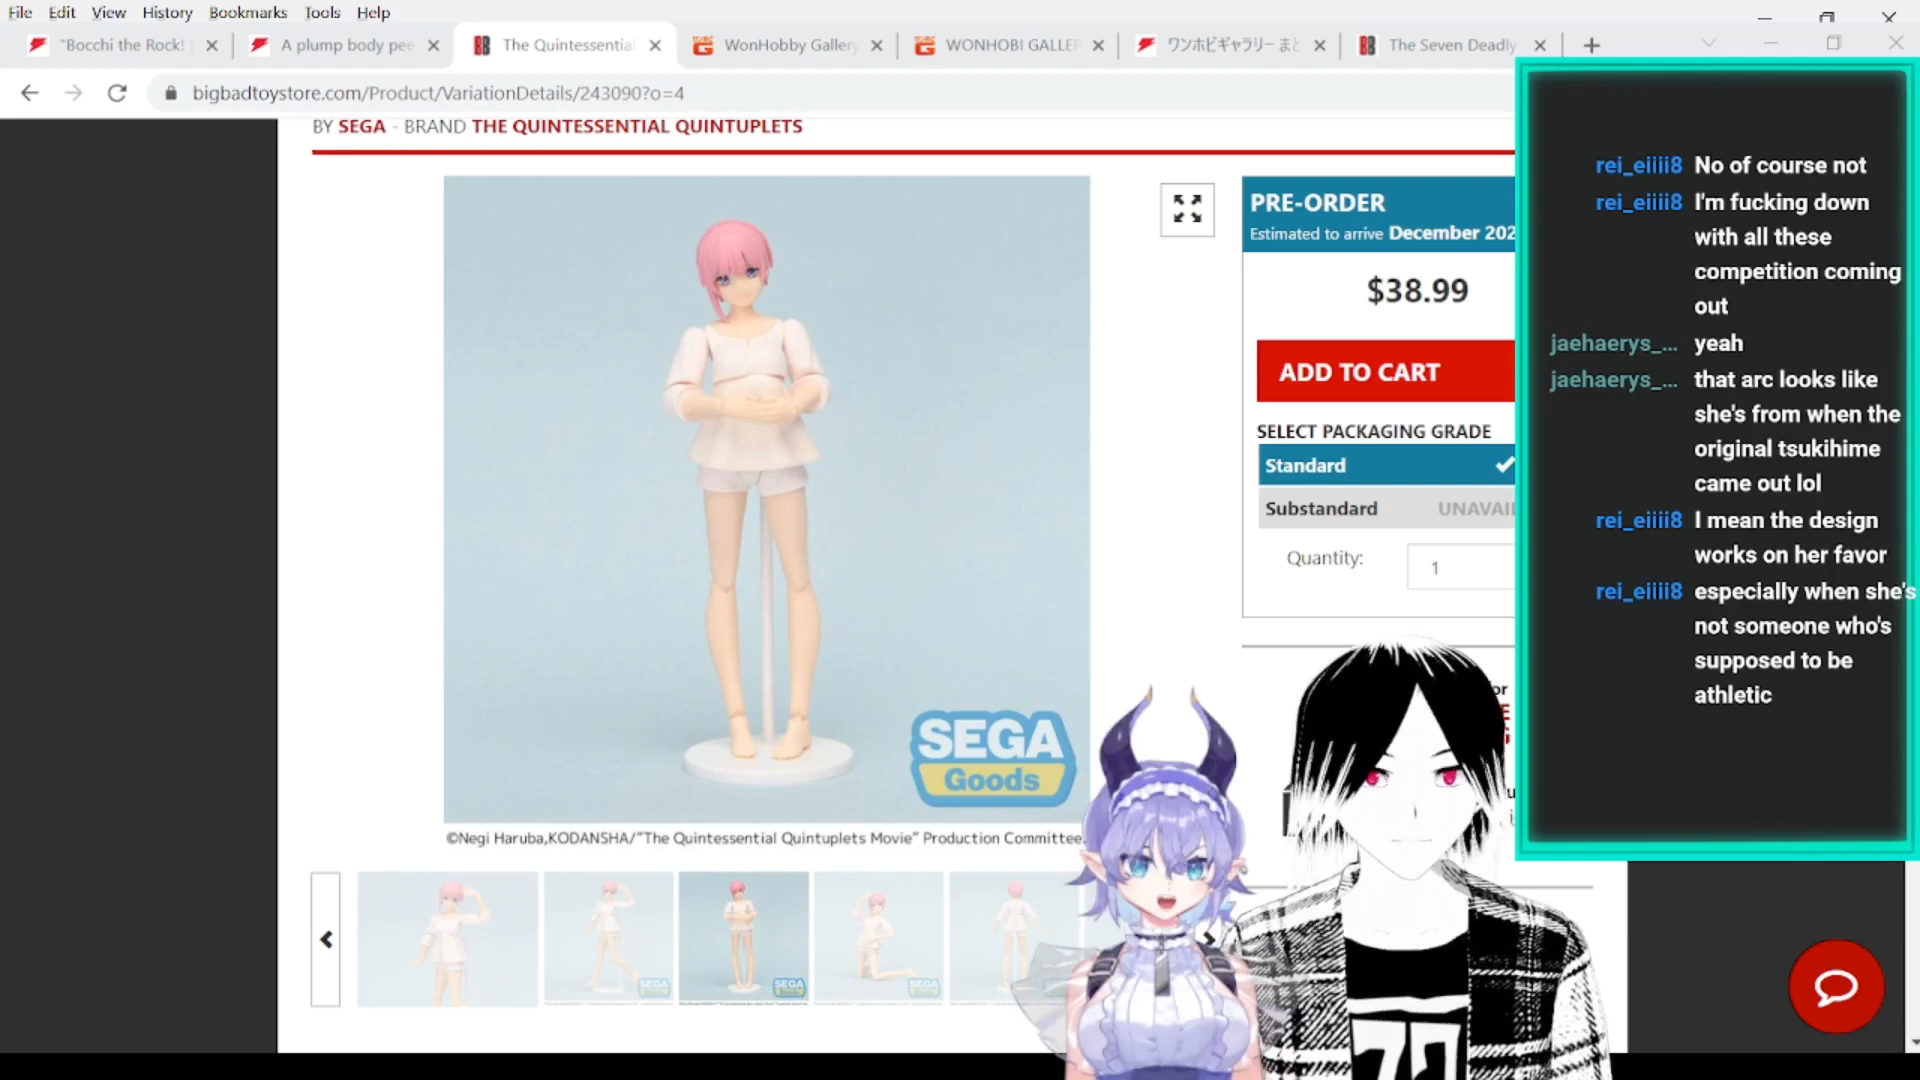 File Edit View History Bookmarks Tools Help
"Bocchi the Rock!
A plump body pee
The Quintessential
WonHobby Gallery
WONHOBI GALLER
ワンホビギャラリー まと
The Seven Deadly
bigbadtoystore.com/Product/VariationDetails/243090?o=4
BY SEGA - BRAND THE QUINTESSENTIAL QUINTUPLETS
PRE-ORDER
Estimated to arrive December 202
$38.99
ADD TO CART
SELECT PACKAGING GRADE
Standard
Substandard UNAVAI
Quantity: 1
SEGA
Goods
©Negi Haruba,KODANSHA/"The Quintessential Quintuplets Movie" Production Committee.
SEGA
SEGA
SEGA
or
rei_eiiii8 No of course not
rei_eiiii8 I'm fucking down
with all these
competition coming
out
jaehaerys_... yeah
jaehaerys_... that arc looks like
she's from when the
original tsukihime
came out lol
rei_eiiii8 I mean the design
works on her favor
rei_eiiii8 especially when she's
not someone who's
supposed to be
athletic